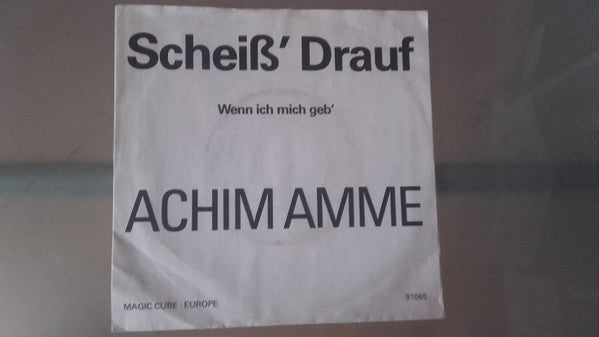 Scheiß' Drauf
Wenn ich mich geb'
ACHIM AMME
MAGIC CUBE · EUROPE 91065